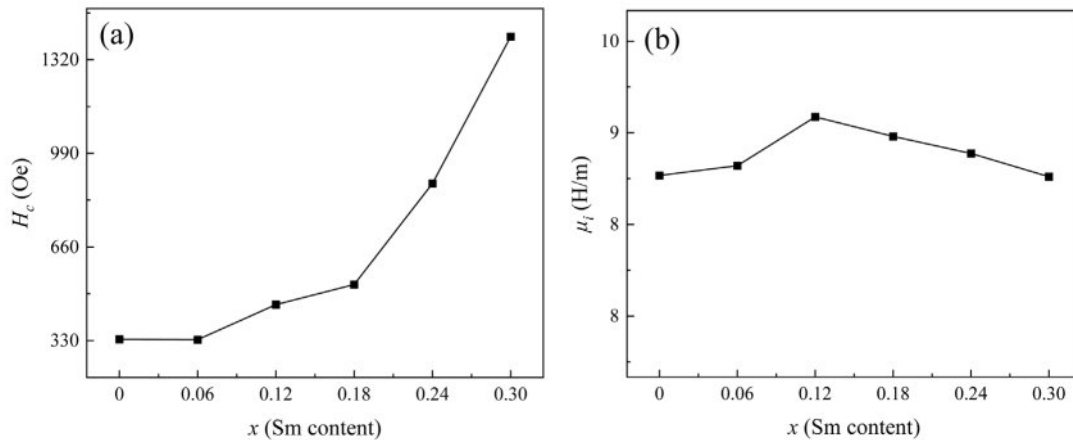 (a)
1320
990
660
330
H_c (Oe)
0 0.06 0.12 0.18 0.24 0.30
x (Sm content)
(b)
10
9
8
8
μ_i (H/m)
0 0.06 0.12 0.18 0.24 0.30
x (Sm content)